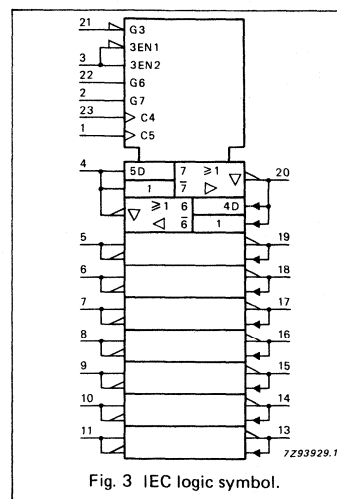 21 G3
3EN1
3 3EN2
22 G6
2 G7
23 C4
1 C5
4 5D 7 ≥1 ▽ 20
1 7 ▷
▽ ≥1 6 4D
◁ 6 1
5 19
6 18
7 17
8 16
9 15
10 14
11 13
7Z93929.1
Fig. 3 IEC logic symbol.